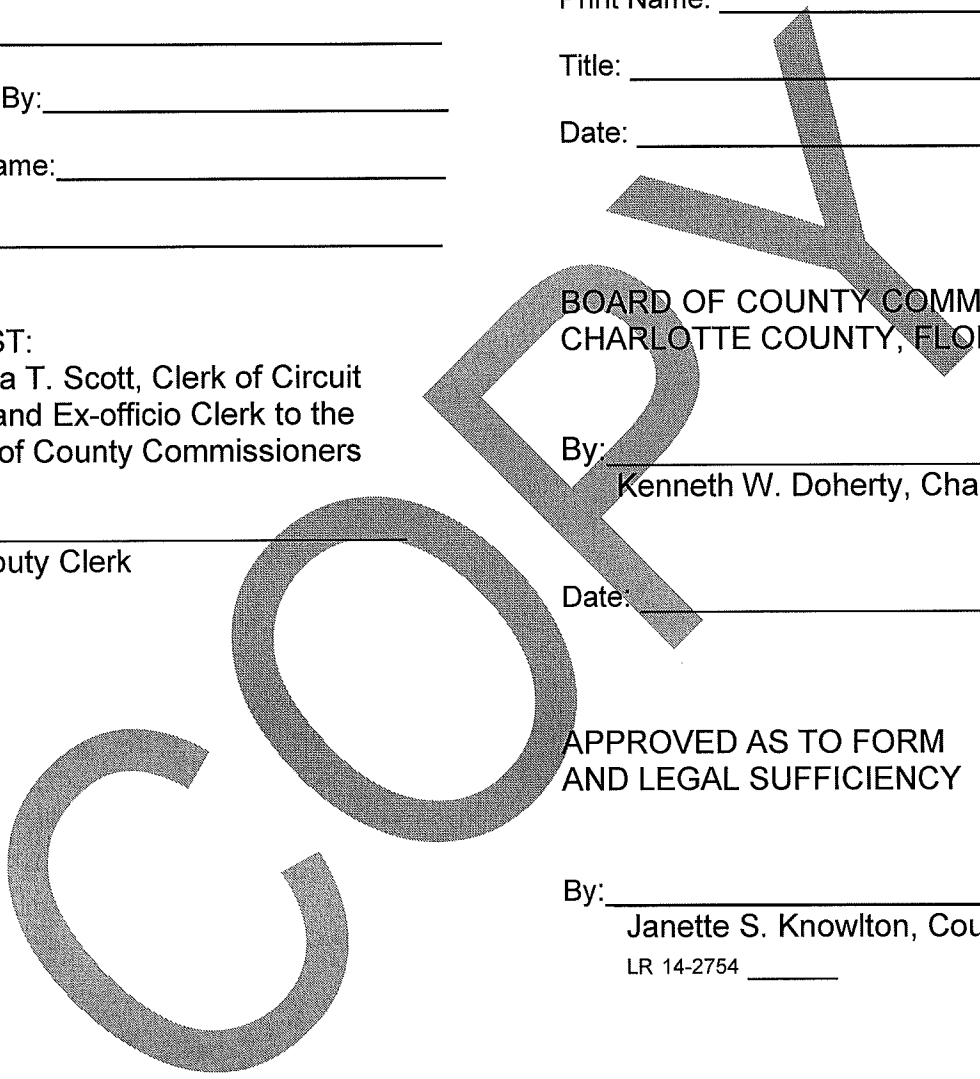 Print Name:
Title:
By:
Date:
ame:
BOARD OF COUNTY COMM
CHARLOTTE COUNTY, FLO
ST:
a T. Scott, Clerk of Circuit
and Ex-officio Clerk to the
of County Commissioners
By:
Kenneth W. Doherty, Cha
puty Clerk
Date:
APPROVED AS TO FORM
AND LEGAL SUFFICIENCY
By:
Janette S. Knowlton, Cou
LR 14-2754
COPY